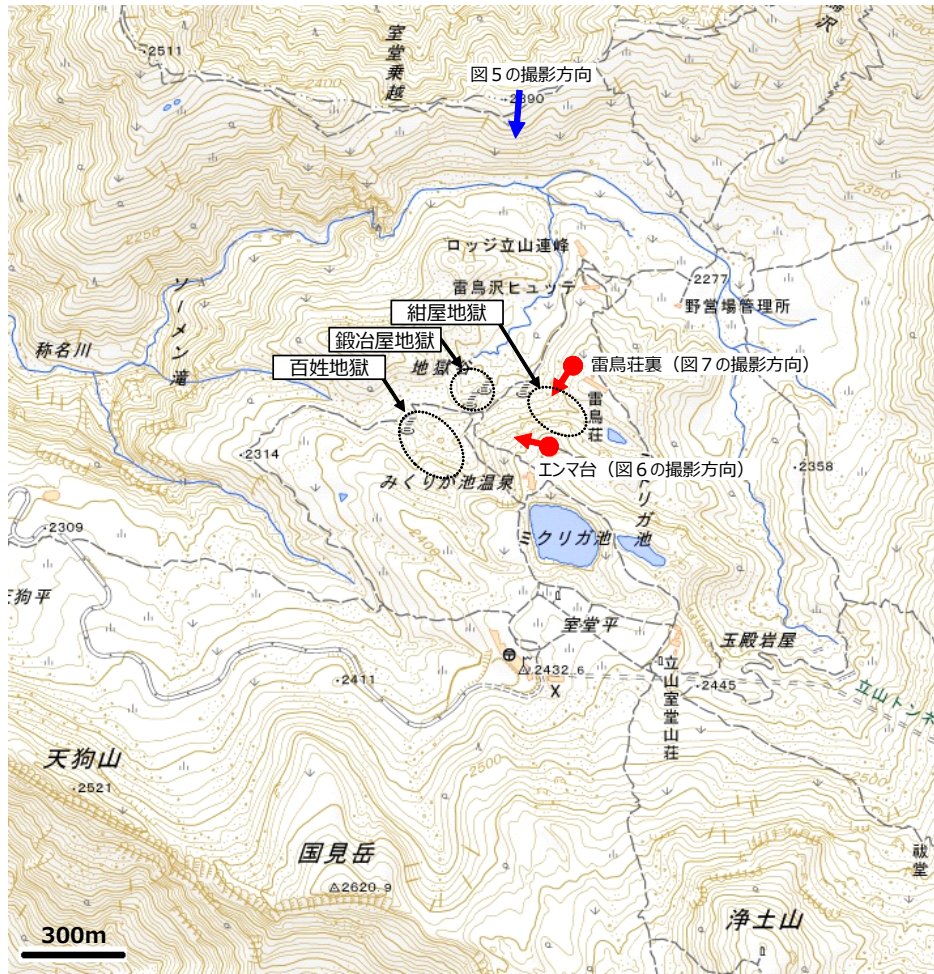 2511
室堂乗越
2400
2600
沢
図５の撮影方向
2390
2350
2250
ロッジ立山連峰
雷鳥沢ヒュッテ
2277
野営場管理所
紺屋地獄
鍛冶屋地獄
百姓地獄
地獄谷
称名川
ソーメン滝
雷鳥荘裏（図７の撮影方向）
雷鳥荘
2314
エンマ台（図６の撮影方向）
2358
みくりが池温泉
リガ池
2400
2309
ミクリガ池
天狗平
室堂平
玉殿岩屋
2432.6
2411
2445
立山トンネ
立山室堂山荘
天狗山
2521
2500
2500
国見岳
2620.9
祓堂
浄土山
300m